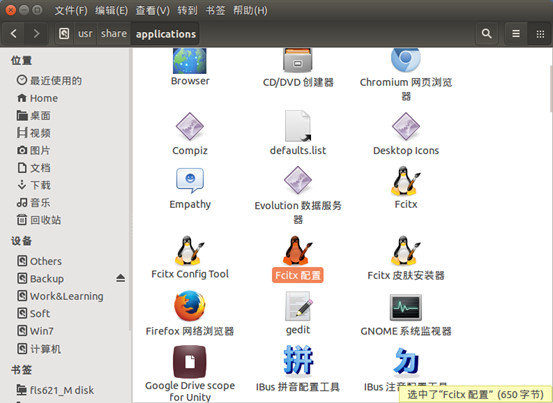 文件(F) 编辑(E) 查看(V) 转到 书签 帮助(H)
usr share applications
位置
最近使用的
Home
桌面
视频
图片
文档
下载
音乐
回收站
设备
Others
Backup
Work&Learning
Soft
Win7
计算机
书签
fls621_M disk
Browser
CD/DVD 创建器
Chromium 网页浏览
器
Compiz
defaults.list
Desktop Icons
Empathy
Evolution 数据服务
器
Fcitx
Fcitx Config Tool
Fcitx 配置
Fcitx 皮肤安装器
Firefox 网络浏览器
gedit
GNOME 系统监视器
Google Drive scope
for Unity
拼
IBus 拼音配置工具
勿
IBus 注音配置工具
选中了"Fcitx 配置" (650 字节)